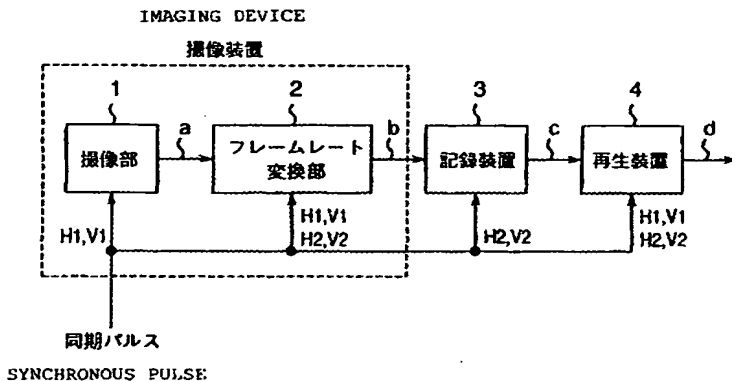 IMAGING DEVICE
撮像装置
1
2
3
4
撮像部
a
フレームレート
変換部
b
記録装置
c
再生装置
d
H1,V1
H1,V1
H2,V2
H2,V2
H1,V1
H2,V2
同期パルス
SYNCHRONOUS PULSE